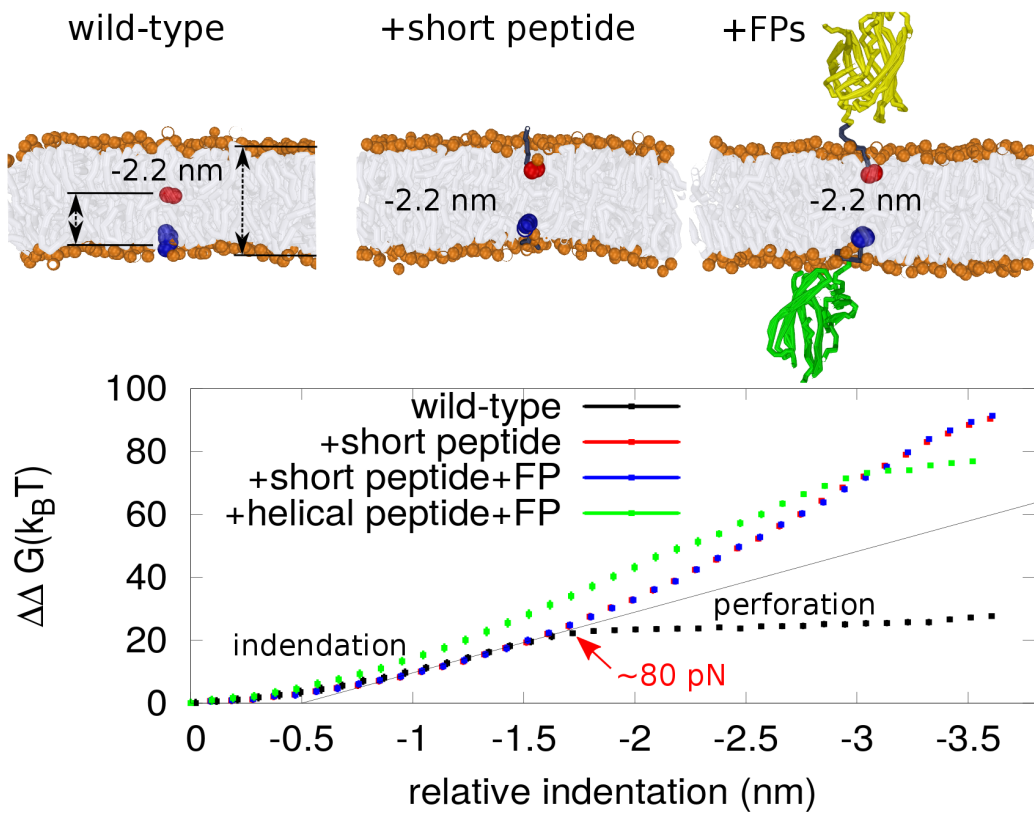 wild-type +short peptide +FPs
-2.2 nm -2.2 nm -2.2 nm
100
80
60
40
20
0
ΔΔ G(k_BT)
wild-type
+short peptide
+short peptide+FP
+helical peptide+FP
indendation
perforation
~80 pN
0 -0.5 -1 -1.5 -2 -2.5 -3 -3.5
relative indentation (nm)